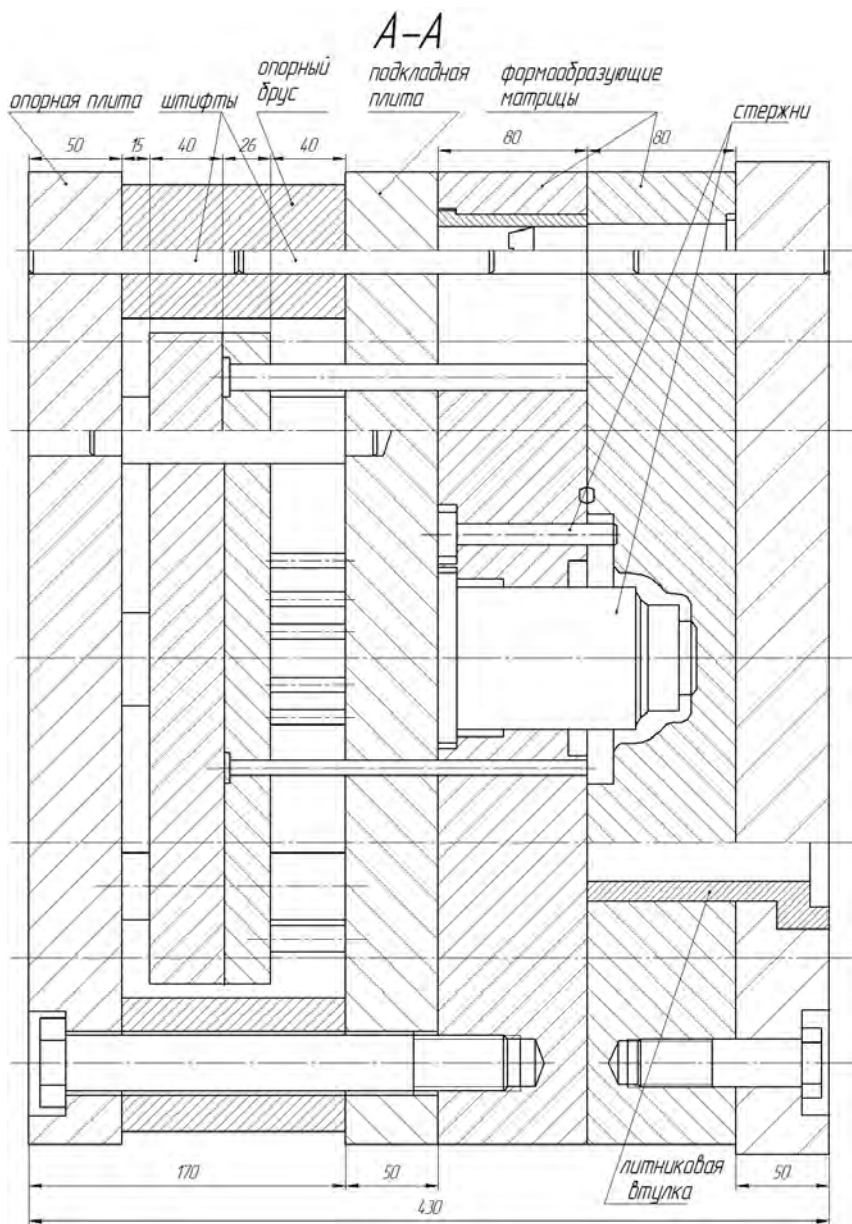 А-А
опорная плита
штифты
опорный
брус
подкладная
плита
формообразующие
матрицы
стержни
50
15
40
26
40
80
80
170
50
литниковая
втулка
50
430